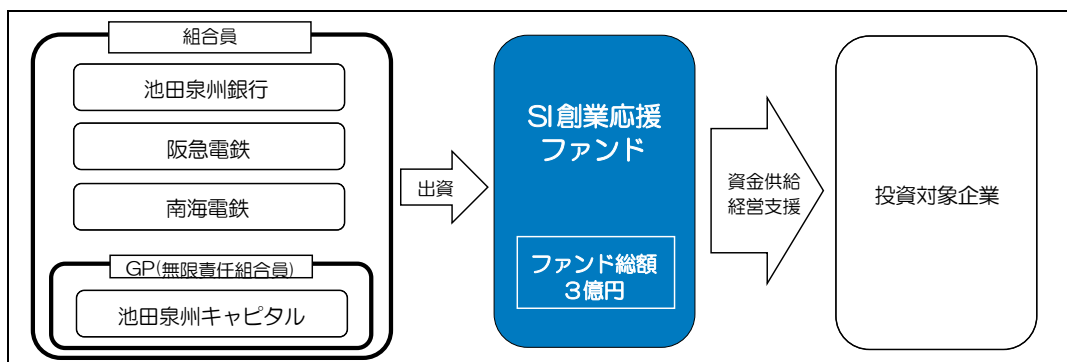 組合員
池田泉州銀行
阪急電鉄
南海電鉄
GP(無限責任組合員)
池田泉州キャピタル
出資
SI創業応援
ファンド
ファンド総額
3億円
資金供給
経営支援
投資対象企業